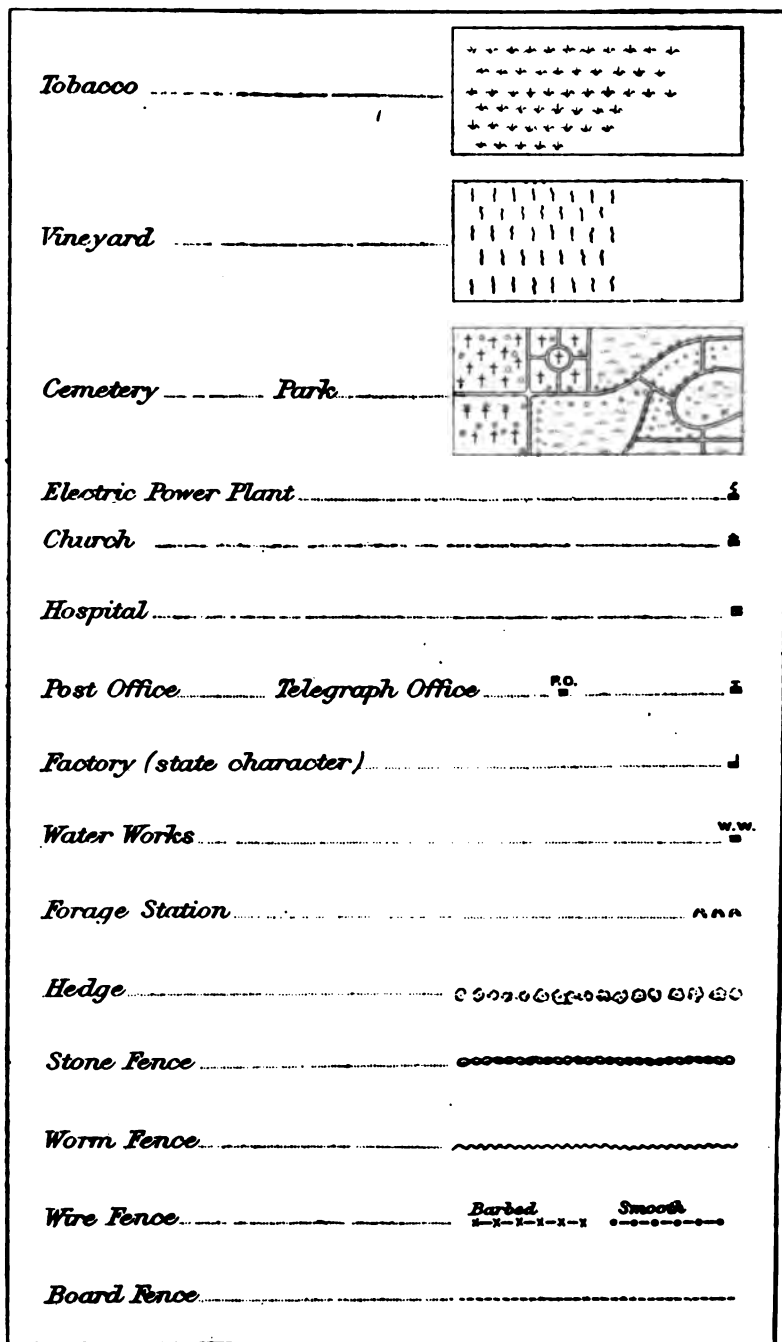 Tobacco
Vineyard
Cemetery Park
Electric Power Plant
Church
Hospital
Post Office Telegraph Office P.O.
Factory (state character)
Water Works W.W.
Forage Station
Hedge
Stone Fence
Worm Fence
Wire Fence Barbed Smooth
Board Fence